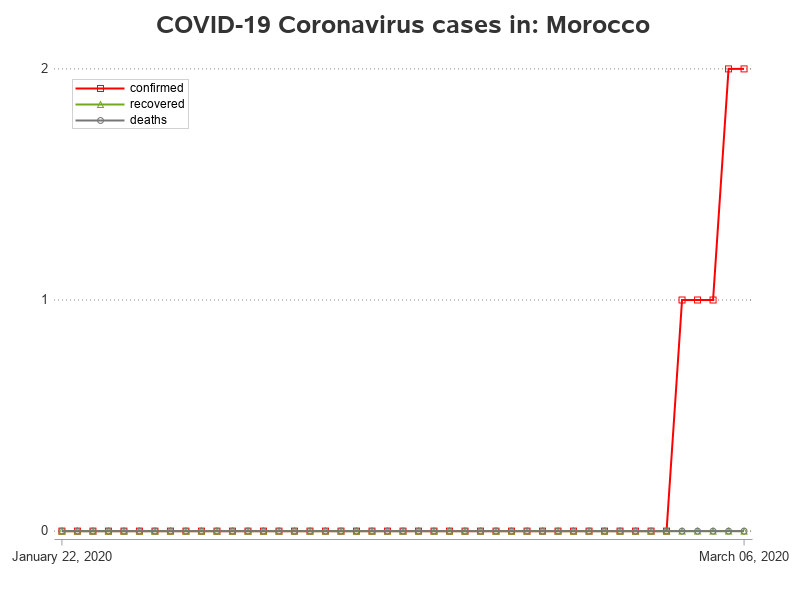 COVID-19 Coronavirus cases in: Morocco
2
confirmed
recovered
deaths
1
0
January 22, 2020
March 06, 2020